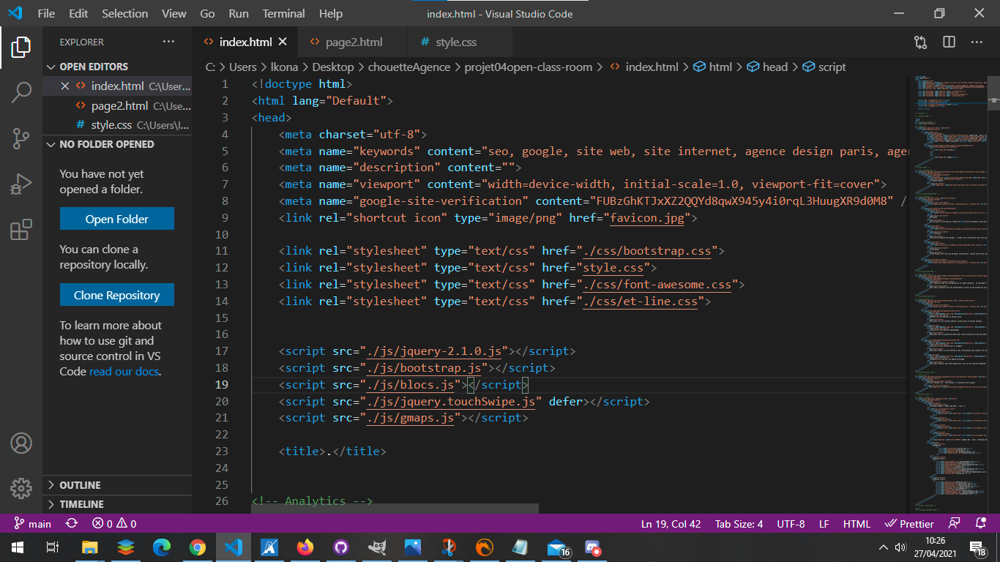 File Edit Selection View Go Run Terminal Help
index.html - Visual Studio Code
EXPLORER
OPEN EDITORS
index.html C:\User...
page2.html C:\Use...
style.css C:\Users\l...
NO FOLDER OPENED
You have not yet
opened a folder.
Open Folder
You can clone a
repository locally.
Clone Repository
To learn more about
how to use git and
source control in VS
Code read our docs.
OUTLINE
TIMELINE
index.html
page2.html
style.css
C: > Users > lkona > Desktop > chouetteAgence > projet04open-class-room > index.html > html > head > script
1 <!doctype html>
2 <html lang="Default">
3 <head>
4 <meta charset="utf-8">
5 <meta name="keywords" content="seo, google, site web, site internet, agence design paris, age
6 <meta name="description" content="">
7 <meta name="viewport" content="width=device-width, initial-scale=1.0, viewport-fit=cover">
8 <meta name="google-site-verification" content="FUBzGhKTJxXZ2QQYd8qwX945y4i0rqL3HuugXR9d0M8" /
9 <link rel="shortcut icon" type="image/png" href="favicon.jpg">
10
11 <link rel="stylesheet" type="text/css" href="./css/bootstrap.css">
12 <link rel="stylesheet" type="text/css" href="style.css">
13 <link rel="stylesheet" type="text/css" href="./css/font-awesome.css">
14 <link rel="stylesheet" type="text/css" href="./css/et-line.css">
15
16
17 <script src="./js/jquery-2.1.0.js"></script>
18 <script src="./js/bootstrap.js"></script>
19 <script src="./js/blocs.js"></script>
20 <script src="./js/jquery.touchSwipe.js" defer></script>
21 <script src="./js/gmaps.js"></script>
22
23 <title>.</title>
24
25
26 <!-- Analytics -->
main 0 0 Ln 19, Col 42 Tab Size: 4 UTF-8 LF HTML Prettier
16
10:26
27/04/2021
18